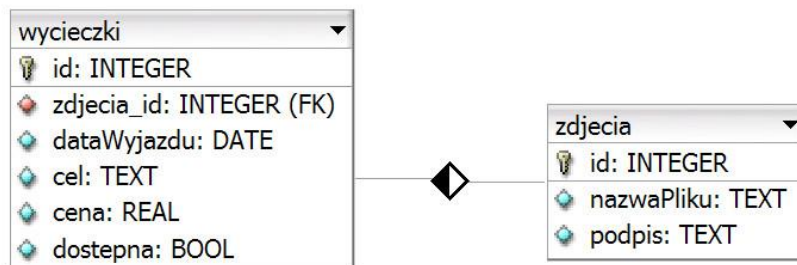 wycieczki
id: INTEGER
zdjecia_id: INTEGER (FK)
dataWyjazdu: DATE
cel: TEXT
cena: REAL
dostepna: BOOL
zdjecia
id: INTEGER
nazwaPliku: TEXT
podpis: TEXT